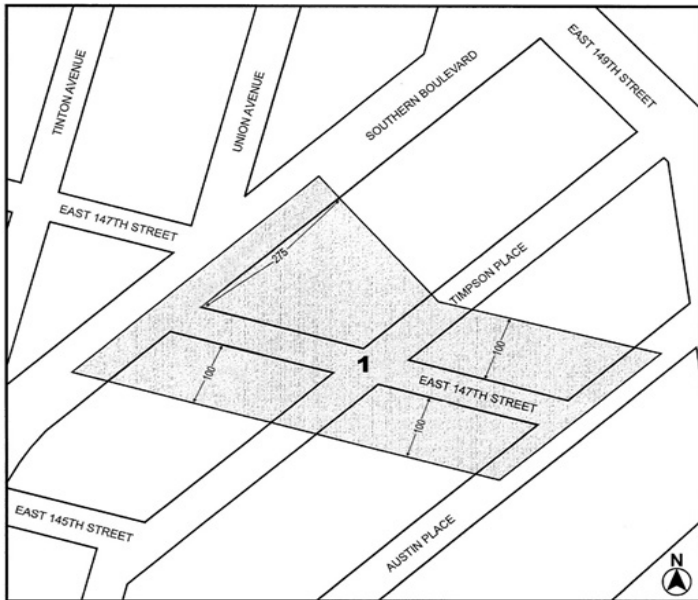 EAST 149TH STREET
SOUTHERN BOULEVARD
TINTON AVENUE
UNION AVENUE
EAST 147TH STREET
275
TIMPSON PLACE
100
1
100
EAST 147TH STREET
100
EAST 145TH STREET
AUSTIN PLACE
N